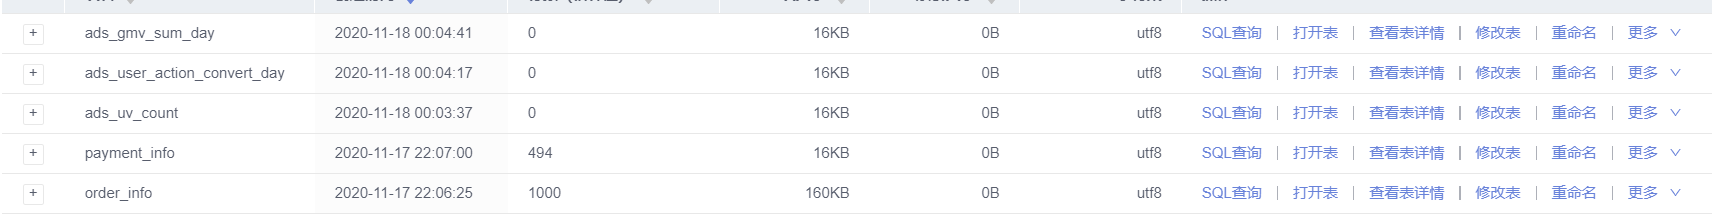 ads_gmv_sum_day 2020-11-18 00:04:41 0 16KB 0B utf8 SQL查询 | 打开表 | 查看表详情 | 修改表 | 重命名 | 更多
ads_user_action_convert_day 2020-11-18 00:04:17 0 16KB 0B utf8 SQL查询 | 打开表 | 查看表详情 | 修改表 | 重命名 | 更多
ads_uv_count 2020-11-18 00:03:37 0 16KB 0B utf8 SQL查询 | 打开表 | 查看表详情 | 修改表 | 重命名 | 更多
payment_info 2020-11-17 22:07:00 494 16KB 0B utf8 SQL查询 | 打开表 | 查看表详情 | 修改表 | 重命名 | 更多
order_info 2020-11-17 22:06:25 1000 160KB 0B utf8 SQL查询 | 打开表 | 查看表详情 | 修改表 | 重命名 | 更多